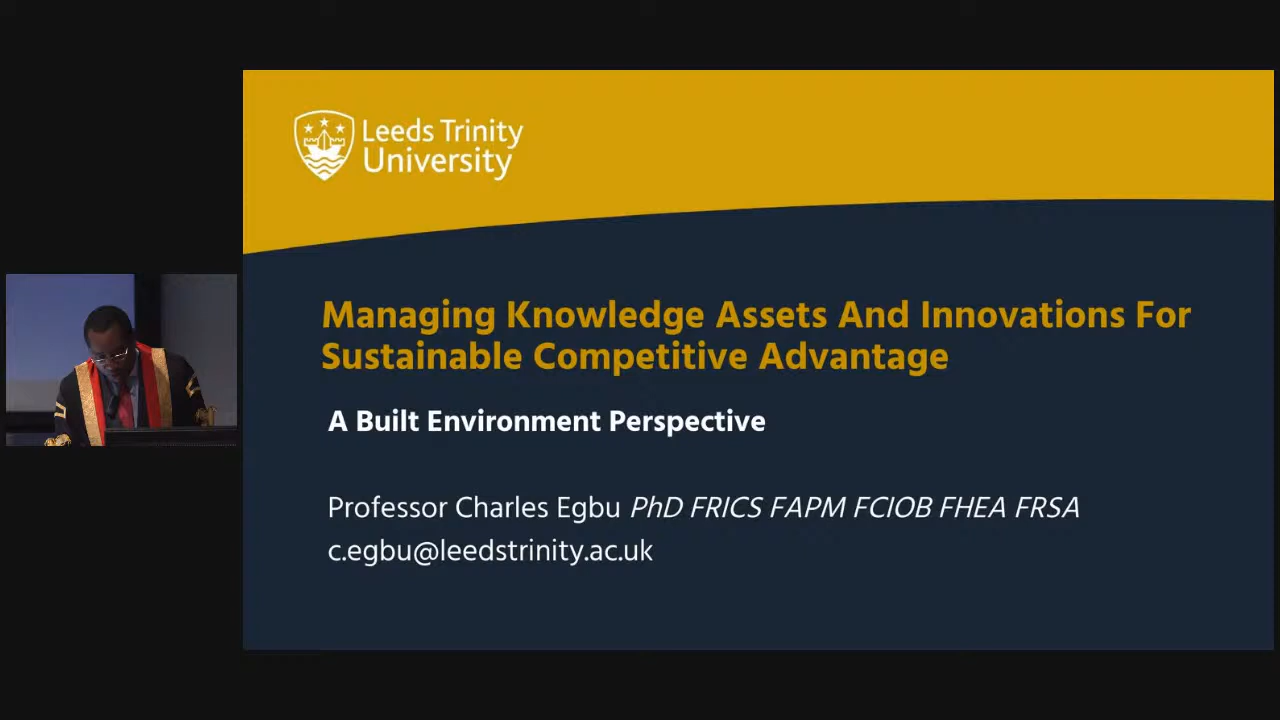 Leeds Trinity
University
Managing Knowledge Assets And Innovations For
Sustainable Competitive Advantage
A Built Environment Perspective
Professor Charles Egbu PhD FRICS FAPM FCIOB FHEA FRSA
c.egbu@leedstrinity.ac.uk